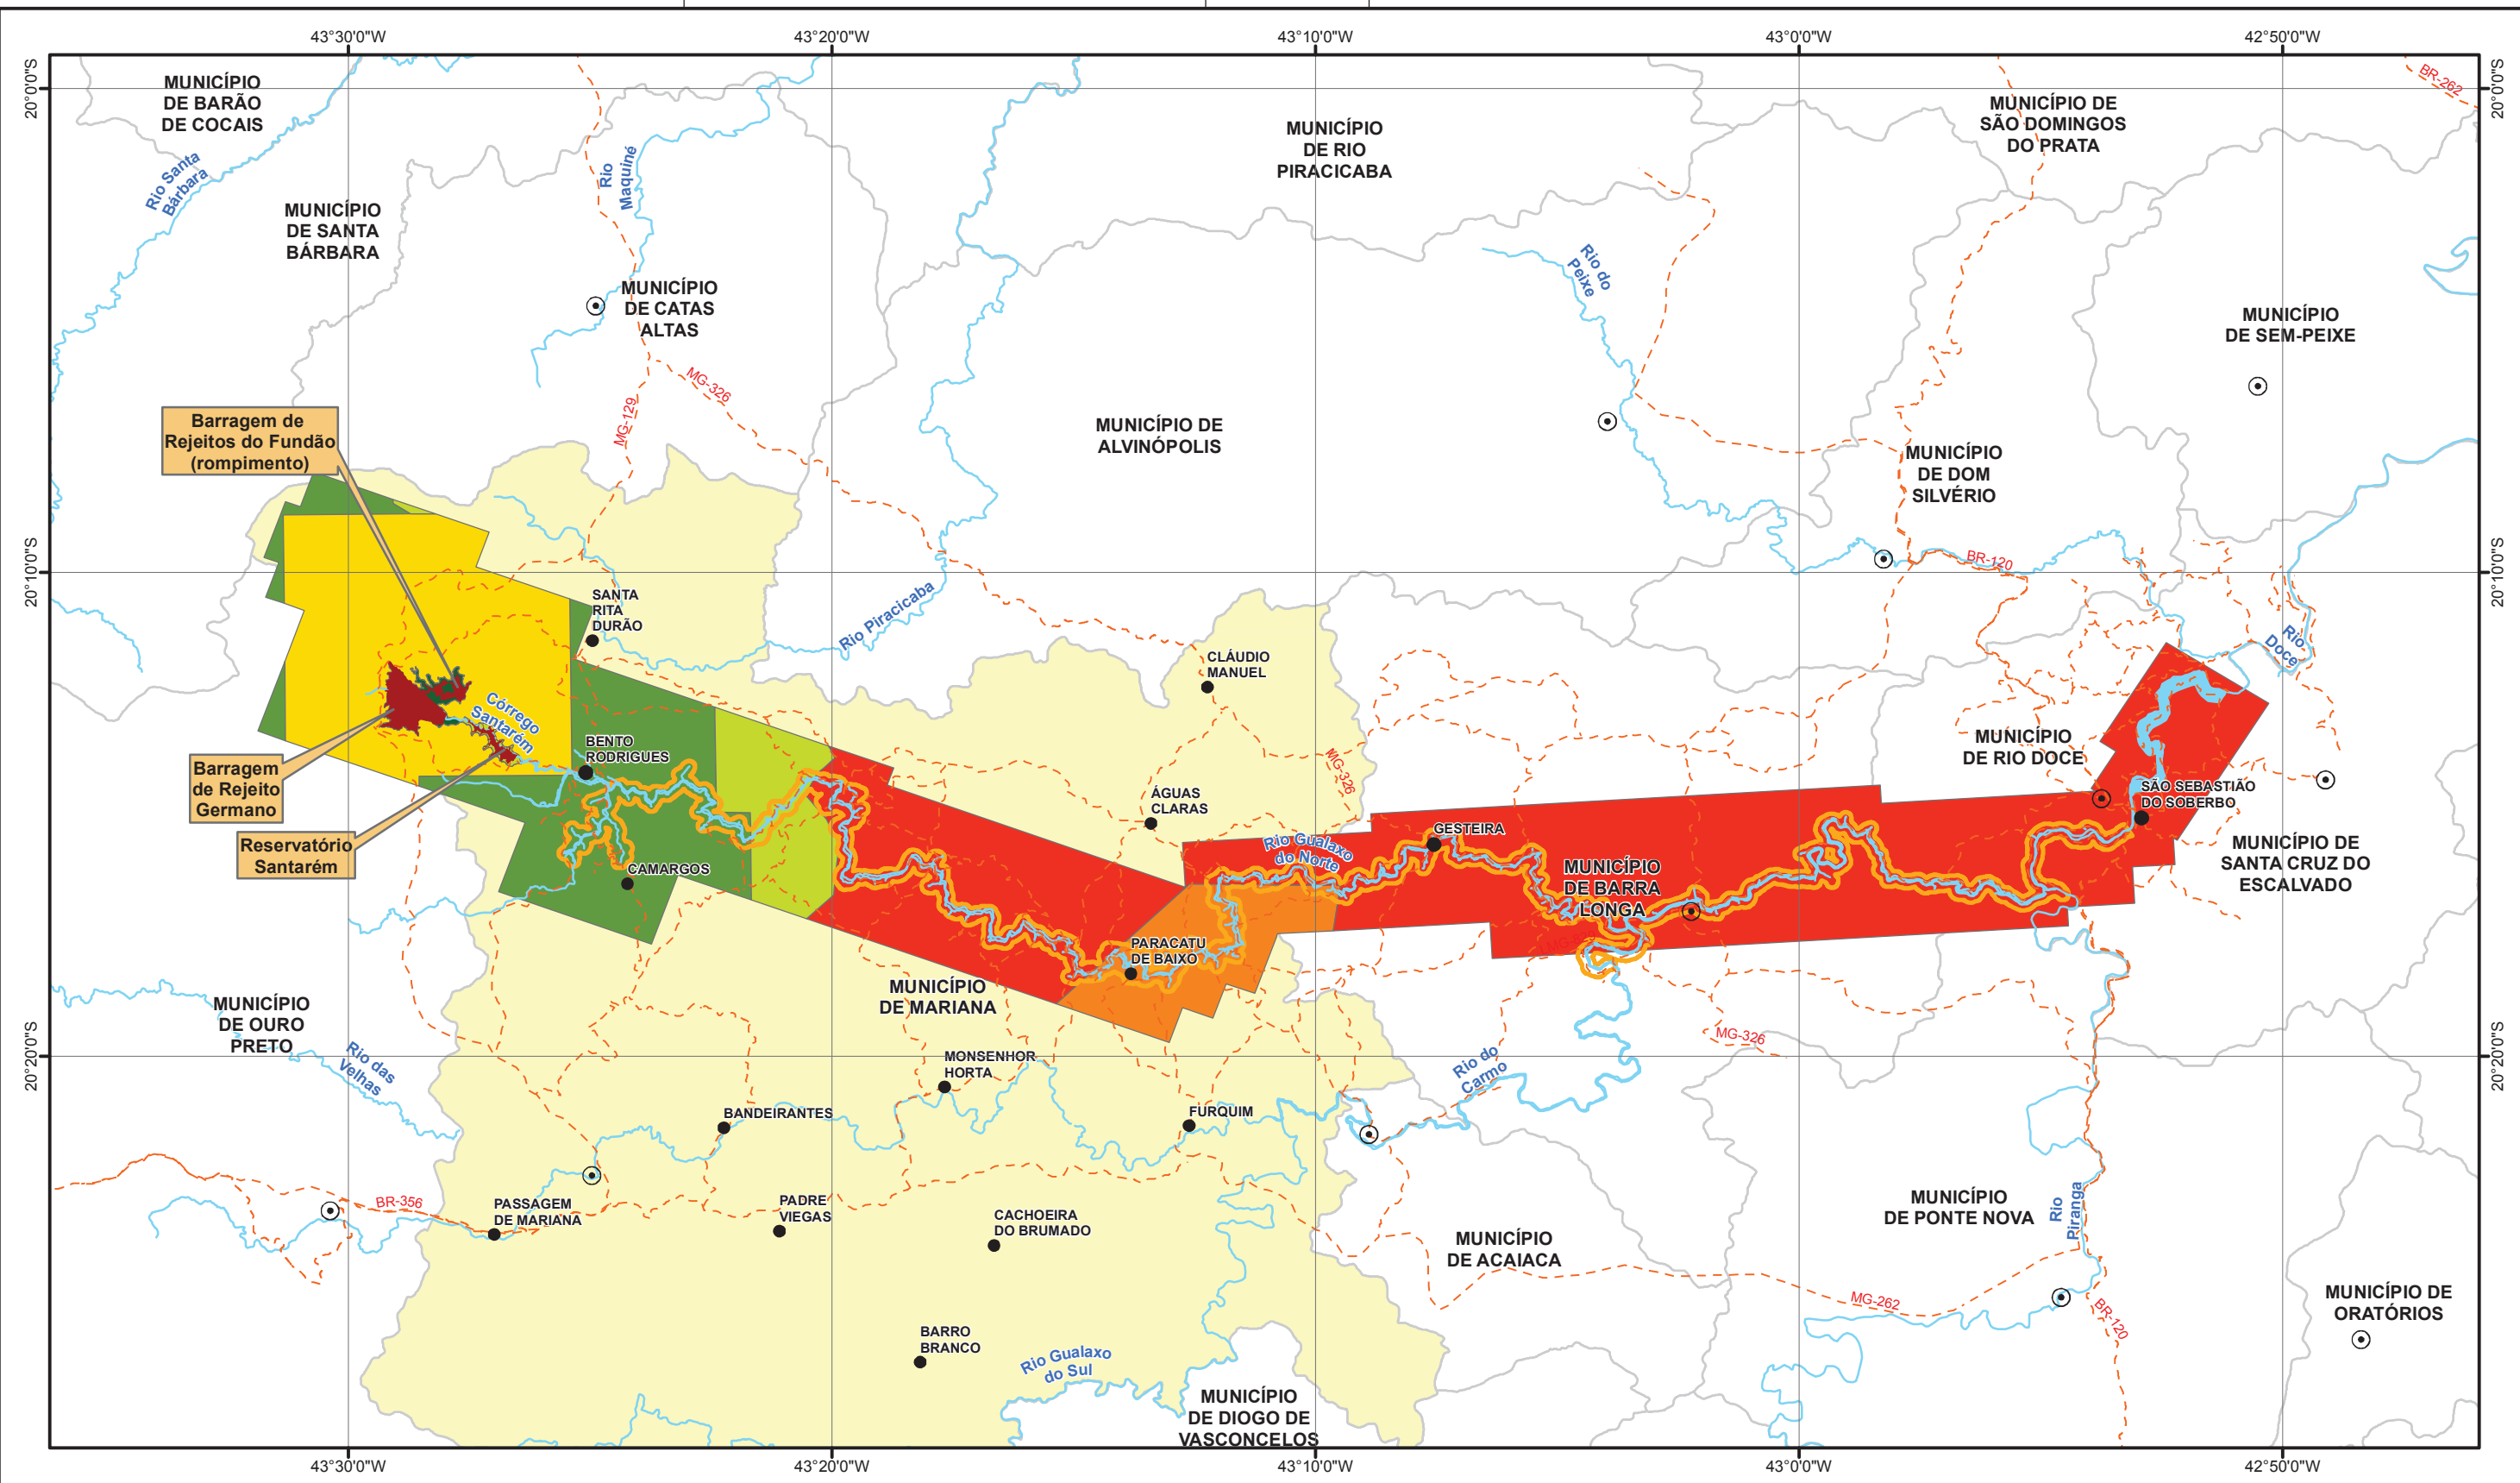 43°30'0"W
43°20'0"W
43°10'0"W
43°0'0"W
42°50'0"W
20°0'0"S
20°0'0"S
MUNICÍPIO
DE BARÃO
DE COCAIS
Rio Santa
Bárbara
MUNICÍPIO
DE SANTA
BÁRBARA
Rio
Maquiné
MUNICÍPIO
DE CATAS
ALTAS
MUNICÍPIO
DE RIO
PIRACICABA
MUNICÍPIO DE
SÃO DOMINGOS
DO PRATA
BR-262
Rio do
Peixe
MUNICÍPIO
DE SEM-PEIXE
MG-326
MG-129
MUNICÍPIO DE
ALVINÓPOLIS
MUNICÍPIO
DE DOM
SILVÉRIO
Barragem de
Rejeitos do Fundão
(rompimento)
20°10'0"S
20°10'0"S
BR-120
SANTA
RITA
DURÃO
Rio Piracicaba
CLÁUDIO
MANUEL
Rio
Doce
Córrego
Santarém
BENTO
RODRIGUES
MG-326
MUNICÍPIO
DE RIO DOCE
Barragem
de Rejeito
Germano
ÁGUAS
CLARAS
SÃO SEBASTIÃO
DO SOBERBO
Reservatório
Santarém
CAMARGOS
Rio Gualaxo
do Norte
GESTEIRA
MUNICÍPIO
DE BARRA
LONGA
MUNICÍPIO DE
SANTA CRUZ DO
ESCALVADO
PARACATU
DE BAIXO
MUNICÍPIO
DE MARIANA
MUNICÍPIO
DE OURO
PRETO
20°20'0"S
20°20'0"S
Rio das
Velhas
MONSENHOR
HORTA
MG-326
Rio do
Carmo
BANDEIRANTES
FURQUIM
BR-356
PASSAGEM
DE MARIANA
PADRE
VIEGAS
CACHOEIRA
DO BRUMADO
MUNICÍPIO
DE ACAIACA
MUNICÍPIO
DE PONTE NOVA
Rio
Piranga
MG-262
BR-120
MUNICÍPIO DE
ORATÓRIOS
BARRO
BRANCO
Rio Gualaxo
do Sul
MUNICÍPIO
DE DIOGO DE
VASCONCELOS
43°30'0"W
43°20'0"W
43°10'0"W
43°0'0"W
42°50'0"W